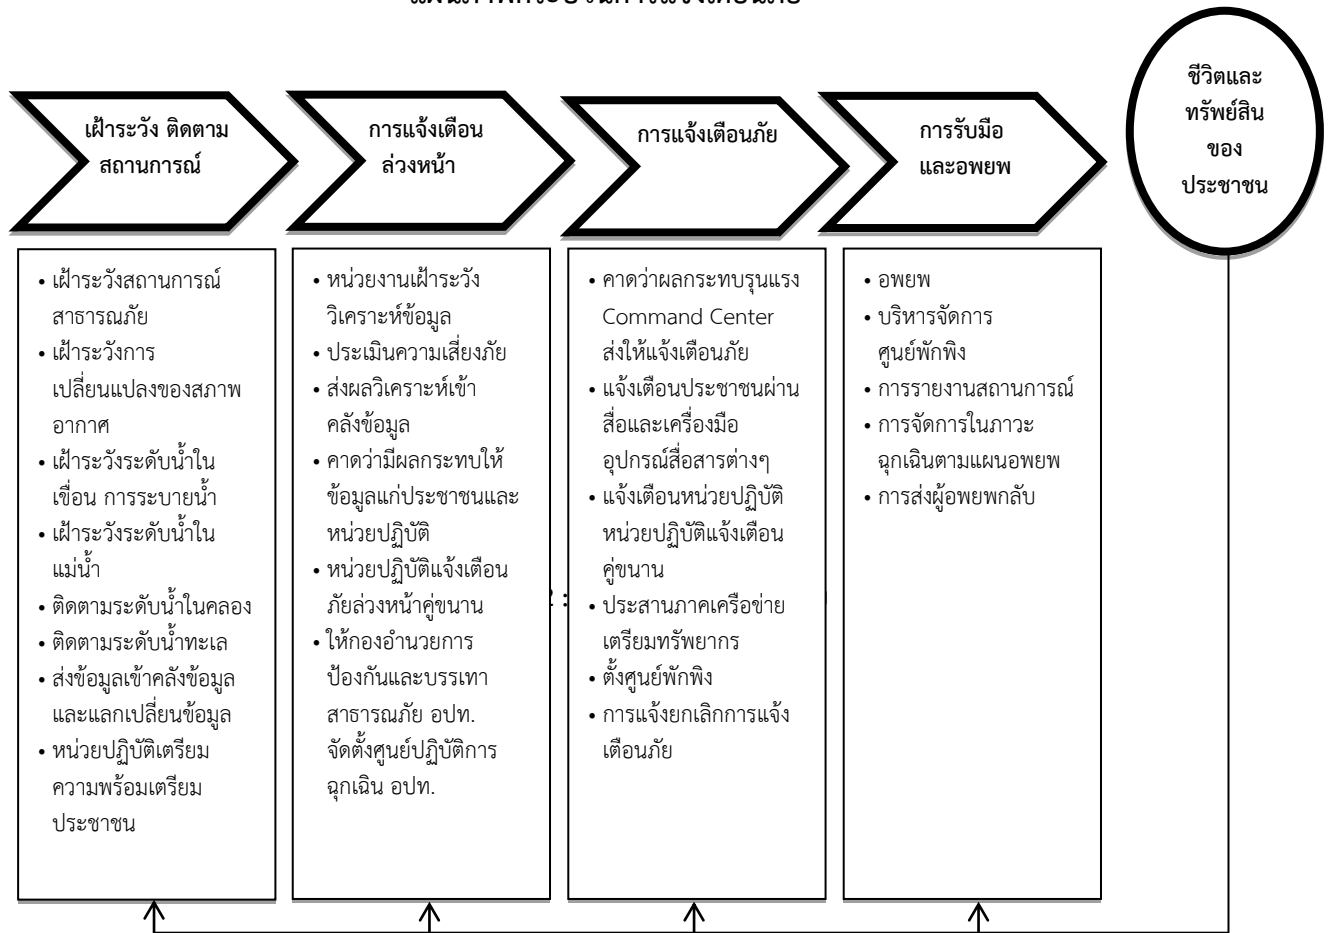 เฝ้าระวัง ติดตาม
สถานการณ์
การแจ้งเตือน
ล่วงหน้า
การแจ้งเตือนภัย
การรับมือ
และอพยพ
ชีวิตและ
ทรัพย์สิน
ของ
ประชาชน
• เฝ้าระวังสถานการณ์
สาธารณภัย
• เฝ้าระวังการ
เปลี่ยนแปลงของสภาพ
อากาศ
• เฝ้าระวังระดับน้ำใน
เขื่อน การระบายน้ำ
• เฝ้าระวังระดับน้ำใน
แม่น้ำ
• ติดตามระดับน้ำในคลอง
• ติดตามระดับน้ำทะเล
• ส่งข้อมูลเข้าคลังข้อมูล
และแลกเปลี่ยนข้อมูล
• หน่วยปฏิบัติเตรียม
ความพร้อมเตรียม
ประชาชน
• หน่วยงานเฝ้าระวัง
วิเคราะห์ข้อมูล
• ประเมินความเสี่ยงภัย
• ส่งผลวิเคราะห์เข้า
คลังข้อมูล
• คาดว่ามีผลกระทบให้
ข้อมูลแก่ประชาชนและ
หน่วยปฏิบัติ
• หน่วยปฏิบัติแจ้งเตือน
ภัยล่วงหน้าคู่ขนาน
• ให้กองอำนวยการ
ป้องกันและบรรเทา
สาธารณภัย อปท.
จัดตั้งศูนย์ปฏิบัติการ
ฉุกเฉิน อปท.
• คาดว่าผลกระทบรุนแรง
Command Center
ส่งให้แจ้งเตือนภัย
• แจ้งเตือนประชาชนผ่าน
สื่อและเครื่องมือ
อุปกรณ์สื่อสารต่างๆ
• แจ้งเตือนหน่วยปฏิบัติ
หน่วยปฏิบัติแจ้งเตือน
คู่ขนาน
• ประสานภาคเครือข่าย
เตรียมทรัพยากร
• ตั้งศูนย์พักพิง
• การแจ้งยกเลิกการแจ้ง
เตือนภัย
• อพยพ
• บริหารจัดการ
ศูนย์พักพิง
• การรายงานสถานการณ์
• การจัดการในภาวะ
ฉุกเฉินตามแผนอพยพ
• การส่งผู้อพยพกลับ